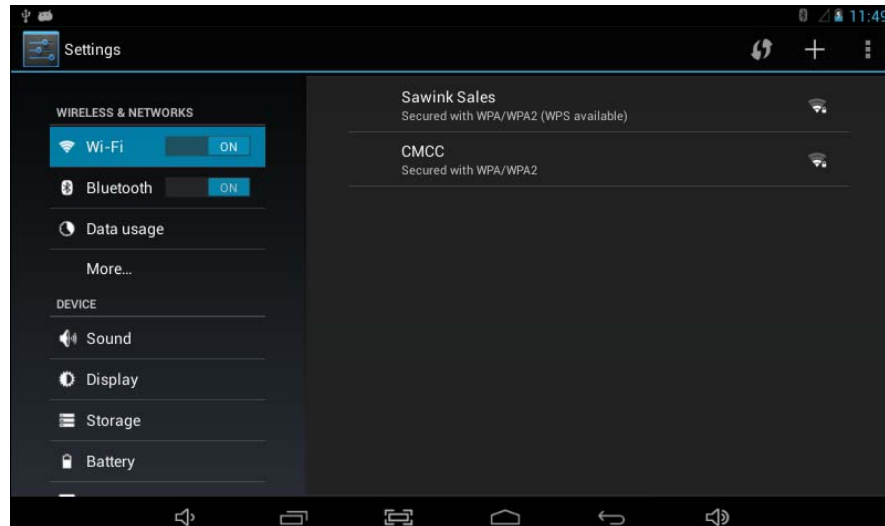 11:49
Settings
WIRELESS & NETWORKS
Wi-Fi ON
Bluetooth ON
Data usage
More...
DEVICE
Sound
Display
Storage
Battery
Sawink Sales
Secured with WPA/WPA2 (WPS available)
CMCC
Secured with WPA/WPA2